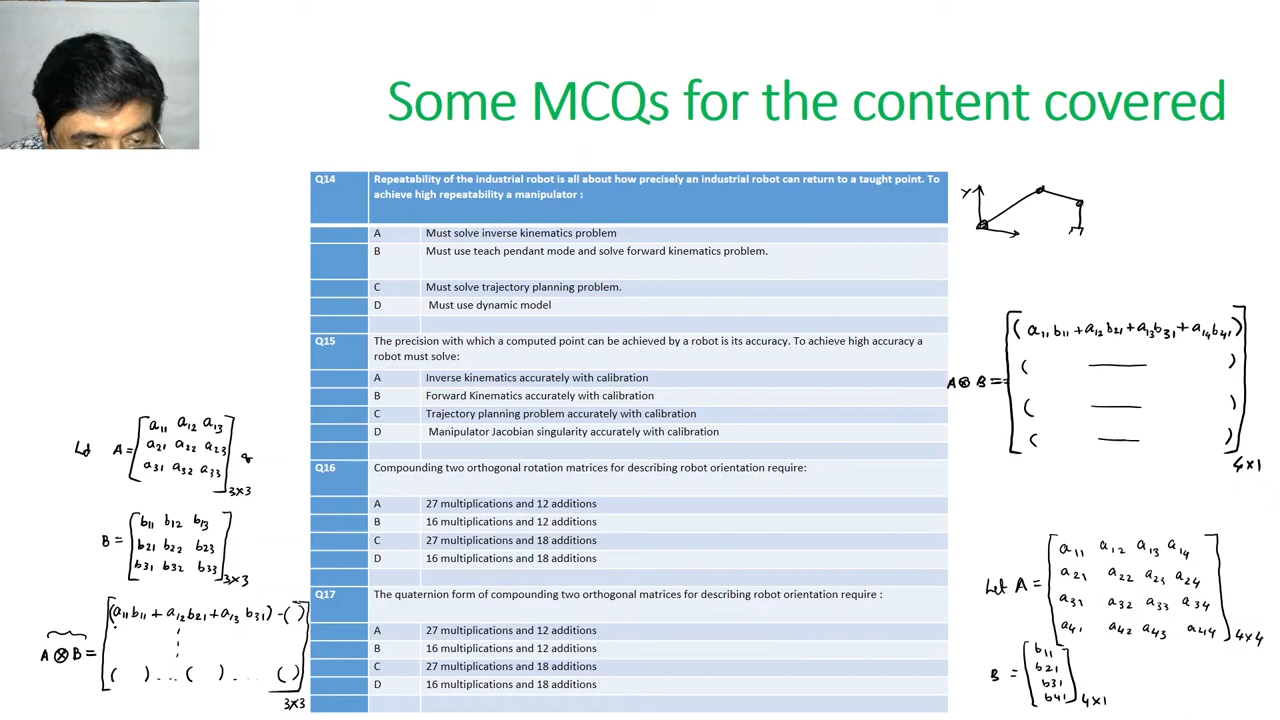 Some MCQs for the content covered
Q14 Repeatability of the industrial robot is all about how precisely an industrial robot can return to a taught point. To
achieve high repeatability a manipulator :
A Must solve inverse kinematics problem
B Must use teach pendant mode and solve forward kinematics problem.
C Must solve trajectory planning problem.
D Must use dynamic model
Q15 The precision with which a computed point can be achieved by a robot is its accuracy. To achieve high accuracy a
robot must solve:
A Inverse kinematics accurately with calibration
B Forward Kinematics accurately with calibration
C Trajectory planning problem accurately with calibration
D Manipulator Jacobian singularity accurately with calibration
Q16 Compounding two orthogonal rotation matrices for describing robot orientation require:
A 27 multiplications and 12 additions
B 16 multiplications and 12 additions
C 27 multiplications and 18 additions
D 16 multiplications and 18 additions
Q17 The quaternion form of compounding two orthogonal matrices for describing robot orientation require :
A 27 multiplications and 12 additions
B 16 multiplications and 12 additions
C 27 multiplications and 18 additions
D 16 multiplications and 18 additions
Let A = [a11 a12 a13
a21 a22 a23
a31 a32 a33] 3×3
B = [b11 b12 b13
b21 b22 b23
b31 b32 b33] 3×3
A ⊗ B = [(a11 b11 + a12 b21 + a13 b31) - ( )
( ) ... ( ) ... ( )] 3×3
Y
A ⊗ B = [(a11 b11 + a12 b21 + a13 b31 + a14 b41)
( — )
( — )
( — )] 4×1
Let A = [a11 a12 a13 a14
a21 a22 a23 a24
a31 a32 a33 a34
a41 a42 a43 a44] 4×4
B = [b11
b21
b31
b41] 4×1